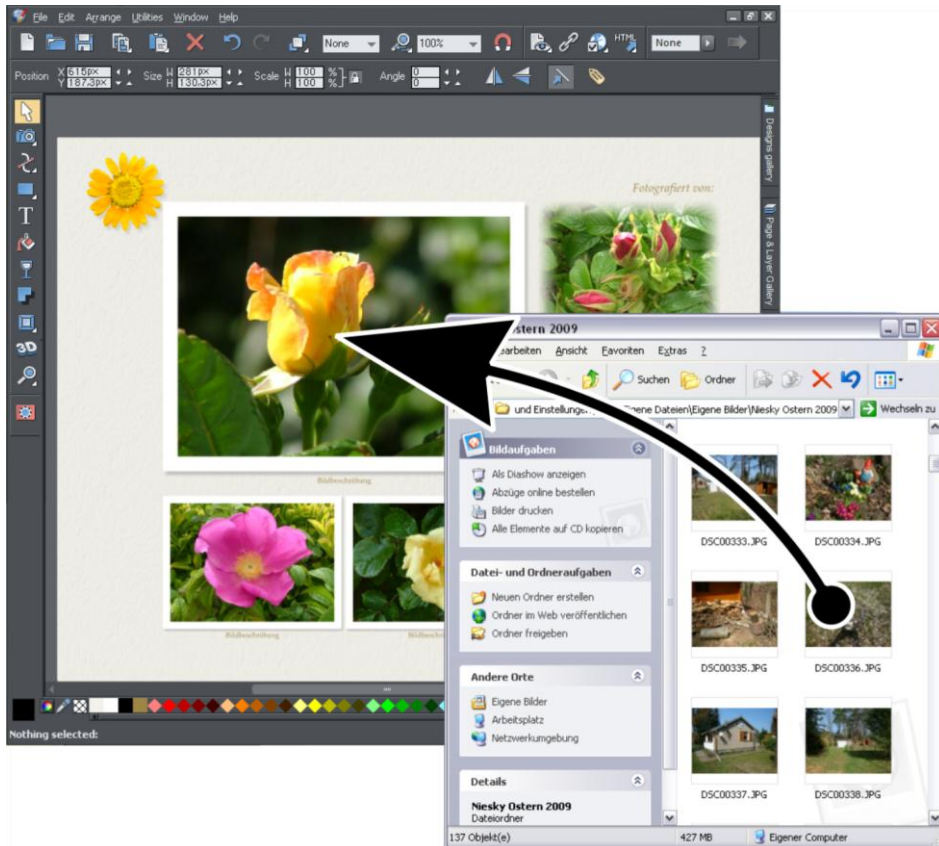 File Edit Arrange Utilities Window Help
None
100%
HTML
None
Position X 615px Y 187,3px Size W 281px H 130,3px Scale W 100 % H 100 % Angle 0 0
Designs gallery
Page & Layer Gallery
T
3D
Fotografiert von:
Bildbeschreibung
Bildbeschreibung
Nothing selected:
ostern 2009
earbeiten Ansicht Favoriten Extras ?
Suchen Ordner
und Einstellungen
Eigene Dateien\Eigene Bilder\Niesky Ostern 2009 Wechseln zu
Bildaufgaben
Als Diashow anzeigen
Abzüge online bestellen
Bilder drucken
Alle Elemente auf CD kopieren
Datei- und Ordneraufgaben
Neuen Ordner erstellen
Ordner im Web veröffentlichen
Ordner freigeben
Andere Orte
Eigene Bilder
Arbeitsplatz
Netzwerkumgebung
Details
Niesky Ostern 2009
Dateiordner
DSC00333.JPG DSC00334.JPG
DSC00335.JPG DSC00336.JPG
DSC00337.JPG DSC00338.JPG
137 Objekt(e) 427 MB Eigener Computer